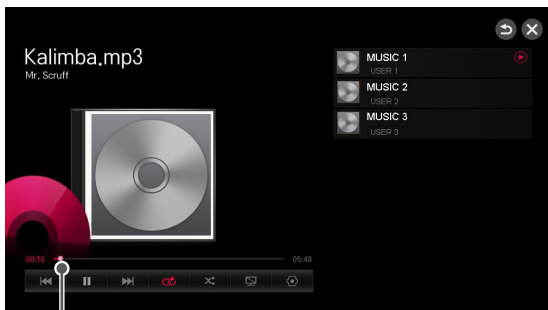 Kalimba.mp3
Mr. Scruff
MUSIC 1
USER 1
MUSIC 2
USER 2
MUSIC 3
USER 3
00:10
05:48